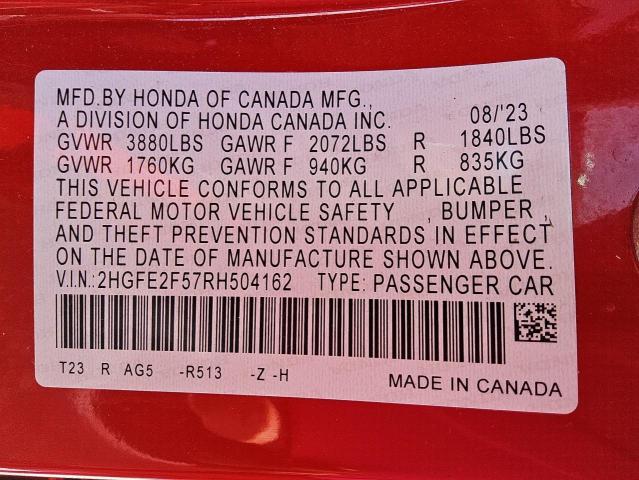 MFD.BY HONDA OF CANADA MFG.,
A DIVISION OF HONDA CANADA INC. 08/'23
GVWR 3880LBS GAWR F 2072LBS R 1840LBS
GVWR 1760KG GAWR F 940KG R 835KG
THIS VEHICLE CONFORMS TO ALL APPLICABLE
FEDERAL MOTOR VEHICLE SAFETY , BUMPER ,
AND THEFT PREVENTION STANDARDS IN EFFECT
ON THE DATE OF MANUFACTURE SHOWN ABOVE.
V.I.N.:2HGFE2F57RH504162 TYPE: PASSENGER CAR
T23 R AG5 -R513 -Z -H
MADE IN CANADA